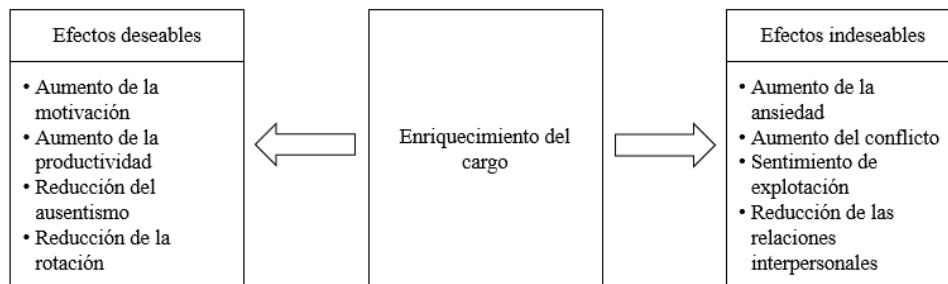 Efectos deseables
• Aumento de la
motivación
• Aumento de la
productividad
• Reducción del
ausentismo
• Reducción de la
rotación
Enriquecimiento del
cargo
Efectos indeseables
• Aumento de la
ansiedad
• Aumento del conflicto
• Sentimiento de
explotación
• Reducción de las
relaciones
interpersonales